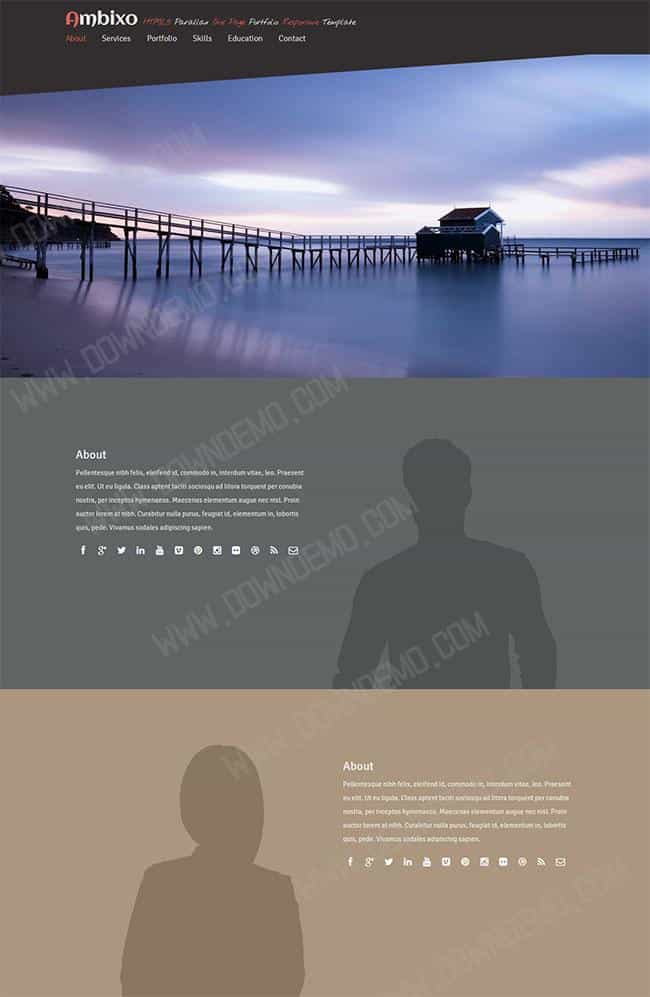 Ambixo HTML5 Parallax One Page Portfolio Responsive Template
About Services Portfolio Skills Education Contact
WWW.DOWNDEMO.COM
WWW.DOWNDEMO.COM
About
Pellentesque nibh felis, eleifend id, commodo in, interdum vitae, leo. Praesent
eu elit. Ut eu ligula. Class aptent taciti sociosqu ad litora torquent per conubia
nostra, per inceptos hymenaeos. Maecenas elementum augue nec nisl. Proin
auctor lorem at nibh. Curabitur nulla purus, feugiat id, elementum in, lobortis
quis, pede. Vivamus sodales adipiscing sapien.
WWW.DOWNDEMO.COM
WWW.DOWNDEMO.COM
About
Pellentesque nibh felis, eleifend id, commodo in, interdum vitae, leo. Praesent
eu elit. Ut eu ligula. Class aptent taciti sociosqu ad litora torquent per conubia
nostra, per inceptos hymenaeos. Maecenas elementum augue nec nisl. Proin
auctor lorem at nibh. Curabitur nulla purus, feugiat id, elementum in, lobortis
quis, pede. Vivamus sodales adipiscing sapien.